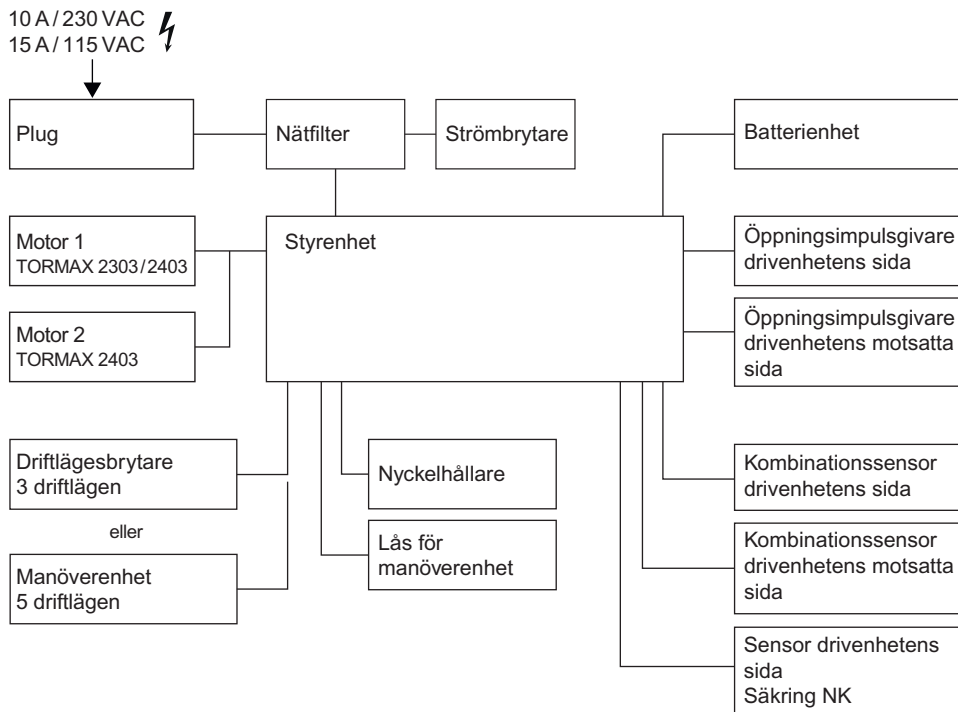 10 A / 230 VAC
15 A / 115 VAC
Plug
Nätfilter
Strömbrytare
Batterienhet
Motor 1
TORMAX 2303/2403
Styrenhet
Öppningsimpulsgivare
drivenhetens sida
Motor 2
TORMAX 2403
Öppningsimpulsgivare
drivenhetens motsatta
sida
Driftlägesbrytare
3 driftlägen
Nyckelhållare
Kombinationssensor
drivenhetens sida
eller
Lås för
manöverenhet
Kombinationssensor
drivenhetens motsatta
sida
Manöverenhet
5 driftlägen
Sensor drivenhetens
sida
Säkring NK